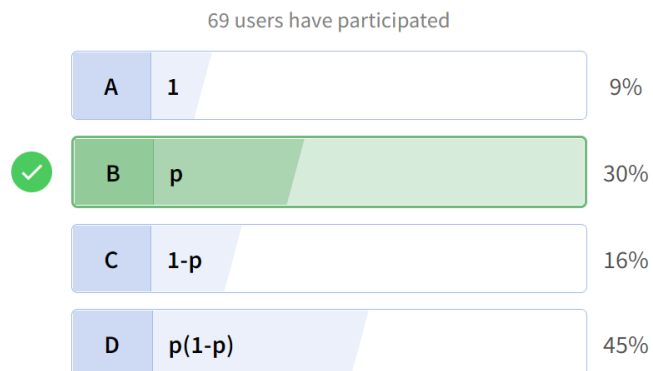 69 users have participated
A 1 9%
B p 30%
C 1-p 16%
D p(1-p) 45%